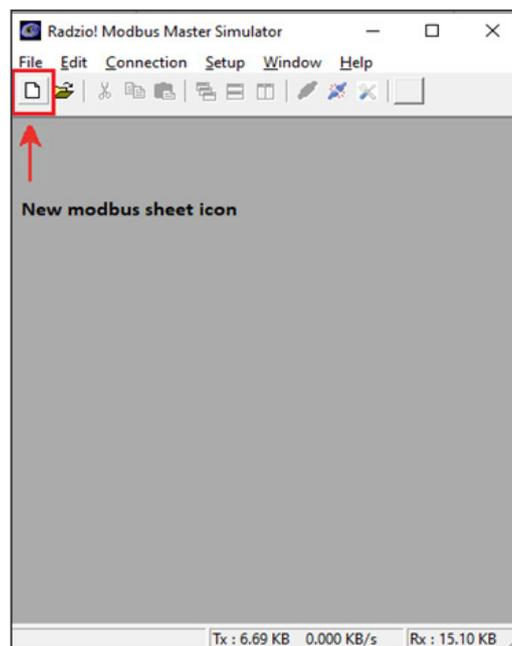 Radzio! Modbus Master Simulator
File Edit Connection Setup Window Help
New modbus sheet icon
Tx : 6.69 KB 0.000 KB/s Rx : 15.10 KB